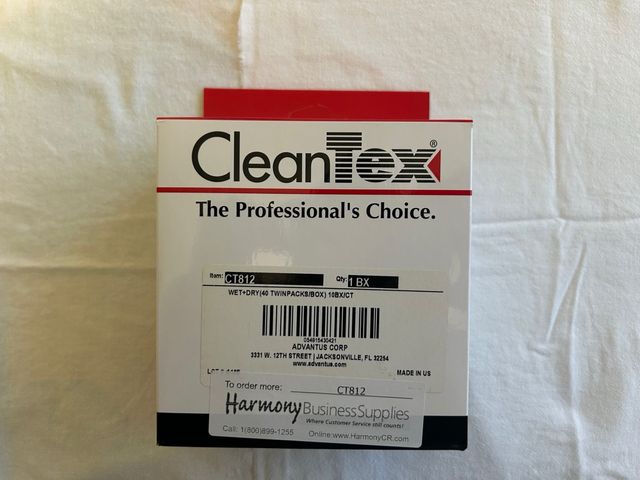 CleanTex®
The Professional's Choice.
Item: CT812 Qty: 1 BX
WET+DRY(40 TWINPACKS/BOX) 10BX/CT
054615430421
ADVANTUS CORP
3331 W. 12TH STREET | JACKSONVILLE, FL 32254
www.advantus.com
MADE IN US
To order more: CT812
Harmony BusinessSupplies
Where Customer Service still counts!
Call: 1(800)899-1255 Online:www.HarmonyCR.com